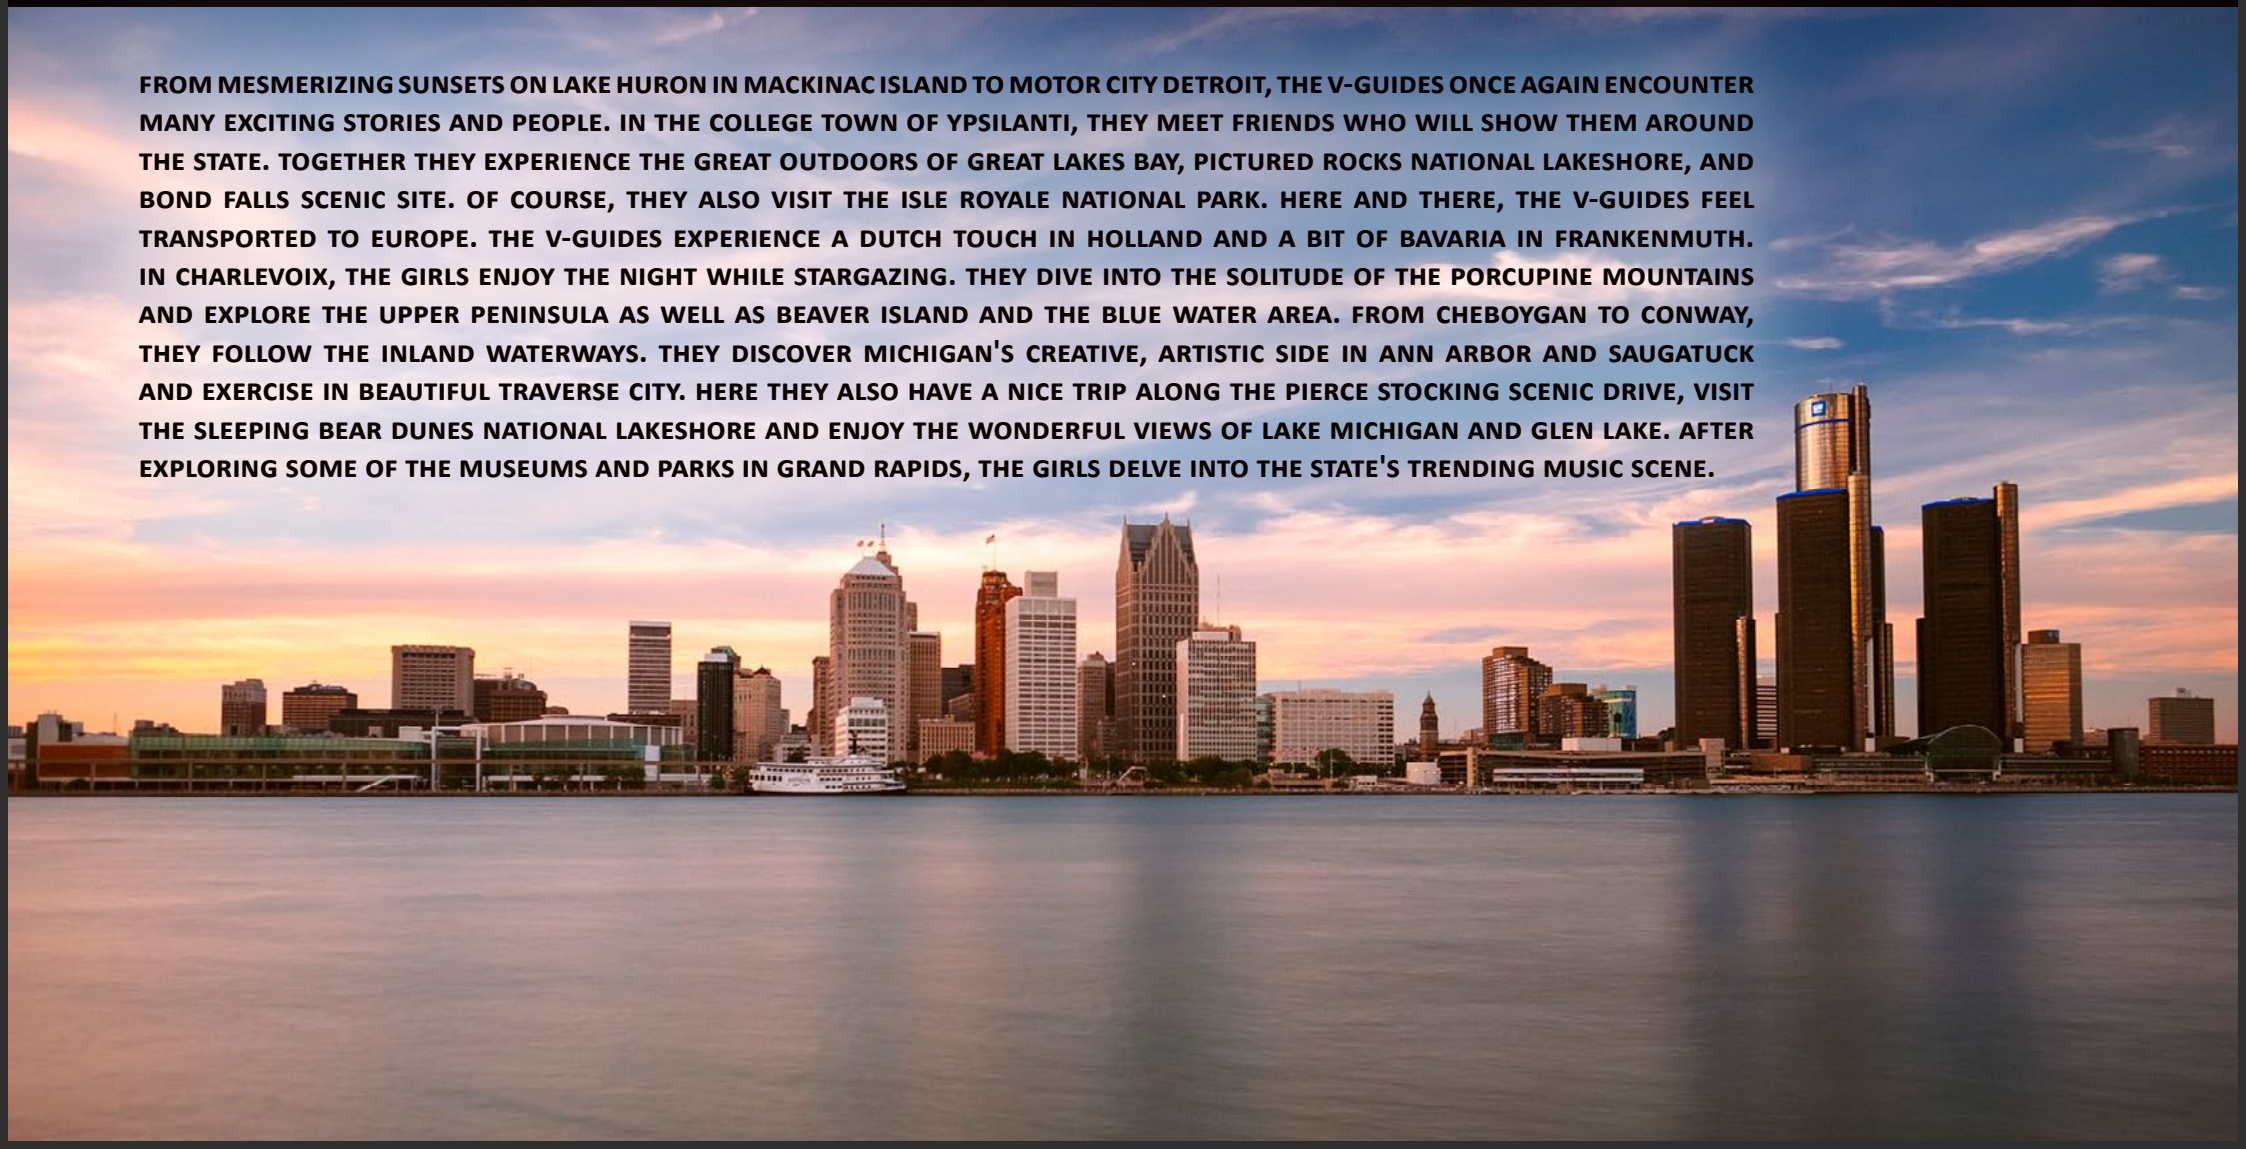 FROM MESMERIZING SUNSETS ON LAKE HURON IN MACKINAC ISLAND TO MOTOR CITY DETROIT, THE V-GUIDES ONCE AGAIN ENCOUNTER
MANY EXCITING STORIES AND PEOPLE. IN THE COLLEGE TOWN OF YPSILANTI, THEY MEET FRIENDS WHO WILL SHOW THEM AROUND
THE STATE. TOGETHER THEY EXPERIENCE THE GREAT OUTDOORS OF GREAT LAKES BAY, PICTURED ROCKS NATIONAL LAKESHORE, AND
BOND FALLS SCENIC SITE. OF COURSE, THEY ALSO VISIT THE ISLE ROYALE NATIONAL PARK. HERE AND THERE, THE V-GUIDES FEEL
TRANSPORTED TO EUROPE. THE V-GUIDES EXPERIENCE A DUTCH TOUCH IN HOLLAND AND A BIT OF BAVARIA IN FRANKENMUTH.
IN CHARLEVOIX, THE GIRLS ENJOY THE NIGHT WHILE STARGAZING. THEY DIVE INTO THE SOLITUDE OF THE PORCUPINE MOUNTAINS
AND EXPLORE THE UPPER PENINSULA AS WELL AS BEAVER ISLAND AND THE BLUE WATER AREA. FROM CHEBOYGAN TO CONWAY,
THEY FOLLOW THE INLAND WATERWAYS. THEY DISCOVER MICHIGAN'S CREATIVE, ARTISTIC SIDE IN ANN ARBOR AND SAUGATUCK
AND EXERCISE IN BEAUTIFUL TRAVERSE CITY. HERE THEY ALSO HAVE A NICE TRIP ALONG THE PIERCE STOCKING SCENIC DRIVE, VISIT
THE SLEEPING BEAR DUNES NATIONAL LAKESHORE AND ENJOY THE WONDERFUL VIEWS OF LAKE MICHIGAN AND GLEN LAKE. AFTER
EXPLORING SOME OF THE MUSEUMS AND PARKS IN GRAND RAPIDS, THE GIRLS DELVE INTO THE STATE'S TRENDING MUSIC SCENE.